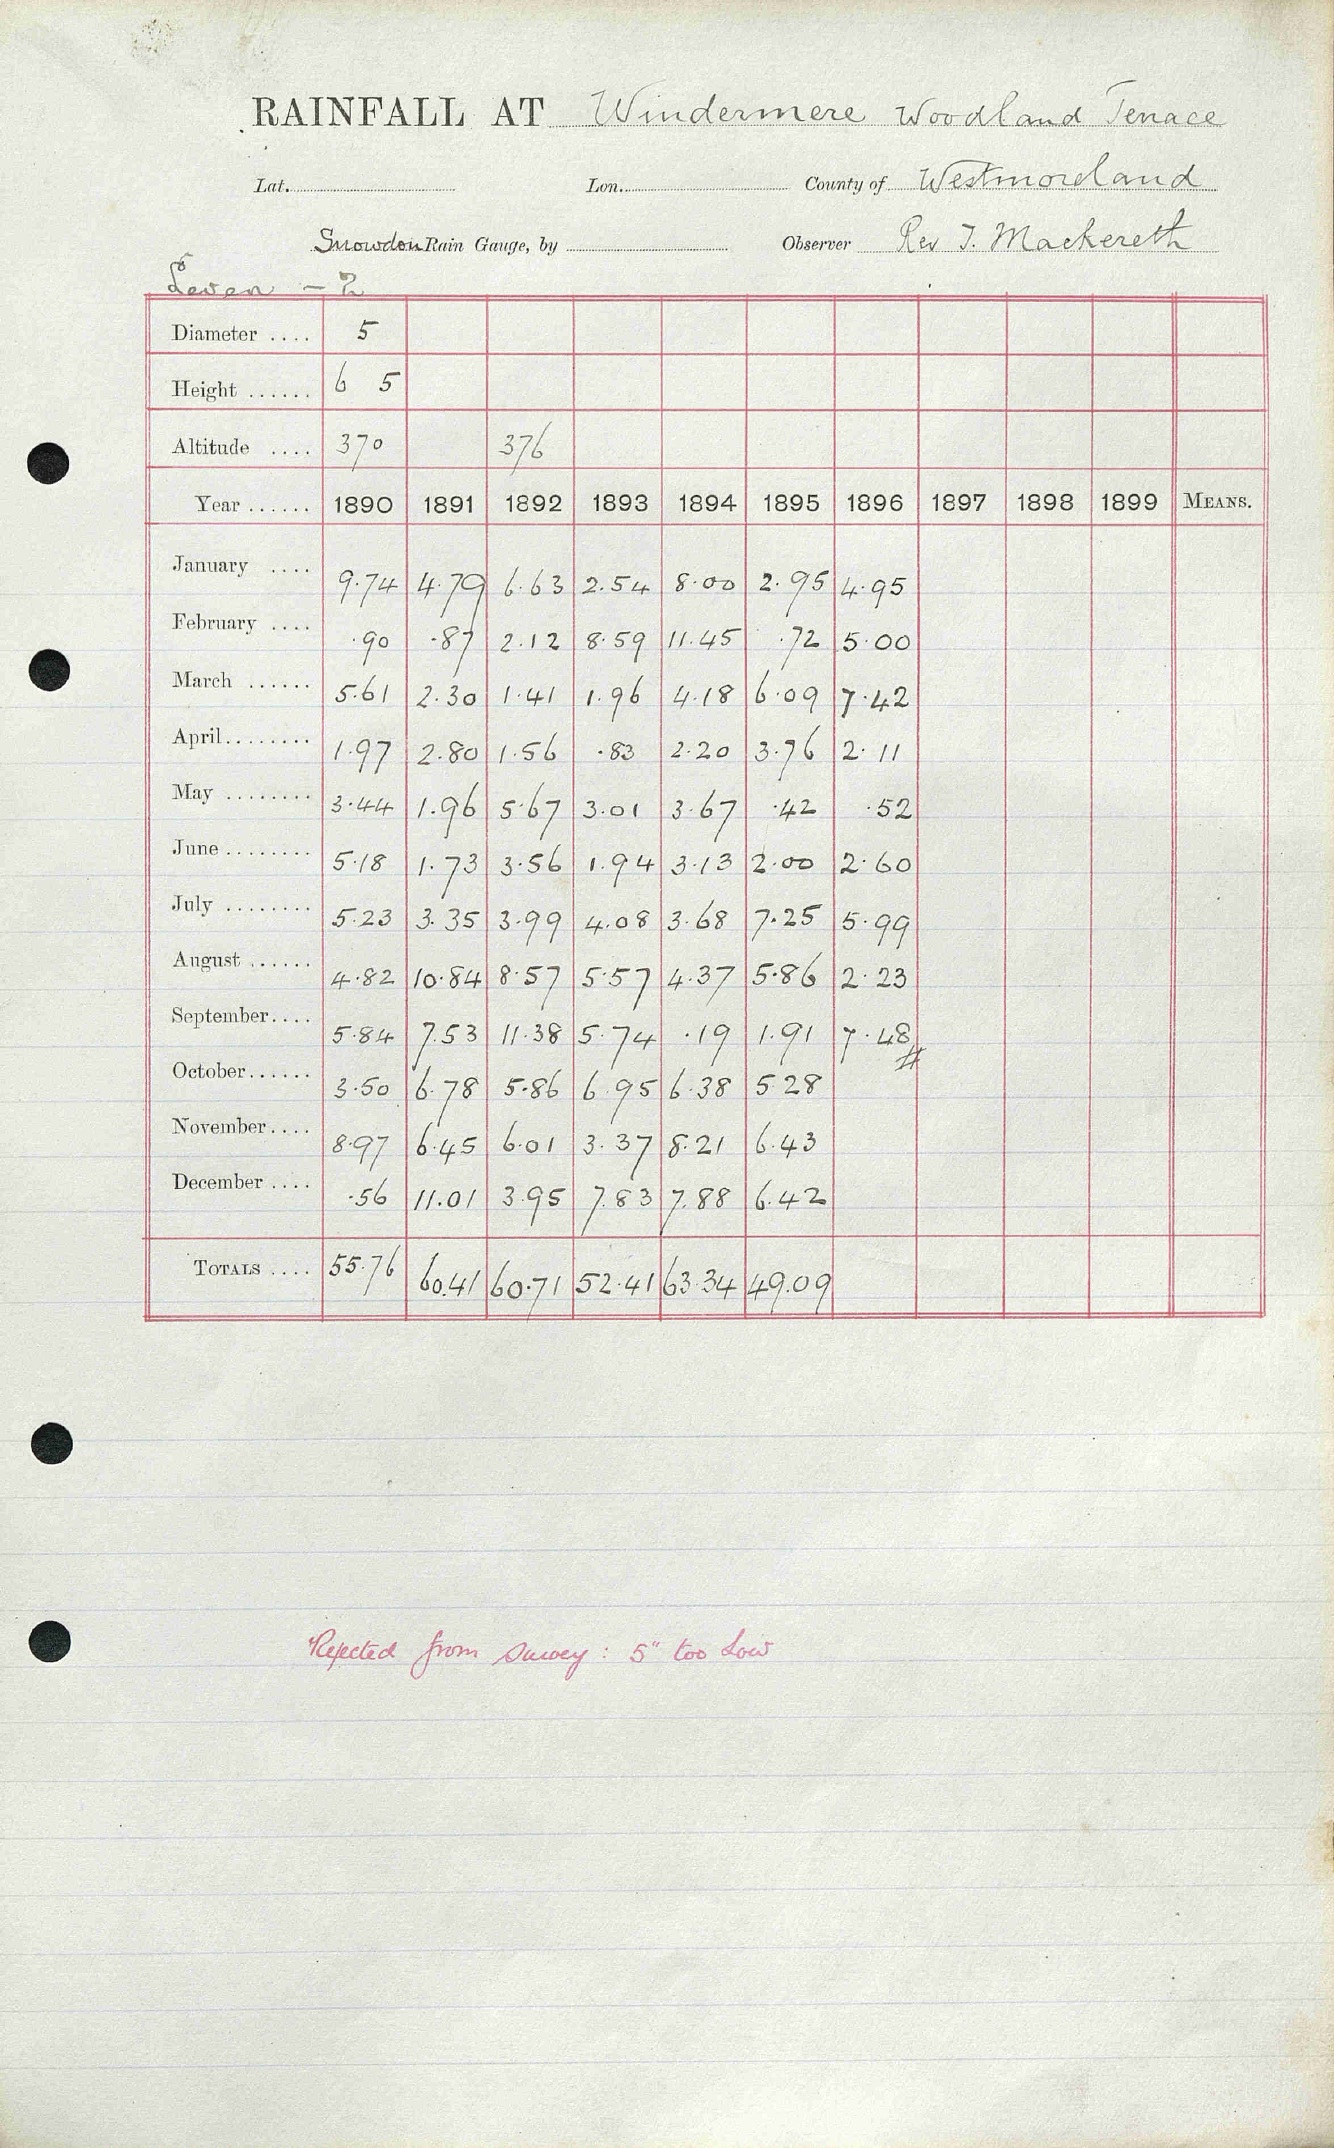 RAINFALL AT Windermere Woodland Terrace
Lat. Lon. County of Westmoreland
Snowdon Rain Gauge, by Observer Rev T. Mackereth
Leven - 2
Diameter .... 5
Height ...... 6 5
Altitude .... 370 376
Year ...... 1890 1891 1892 1893 1894 1895 1896 1897 1898 1899 MEANS.
January .... 9.74 4.79 6.63 2.54 8.00 2.95 4.95
February .... .90 .87 2.12 8.59 11.45 .72 5.00
March ...... 5.61 2.30 1.41 1.96 4.18 6.09 7.42
April........ 1.97 2.80 1.56 .83 2.20 3.76 2.11
May ........ 3.44 1.96 5.67 3.01 3.67 .42 .52
June ........ 5.18 1.73 3.56 1.94 3.13 2.00 2.60
July ........ 5.23 3.35 3.99 4.08 3.68 7.25 5.99
August ...... 4.82 10.84 8.57 5.57 4.37 5.86 2.23
September.... 5.84 7.53 11.38 5.74 .19 1.91 7.48 #
October...... 3.50 6.78 5.86 6.95 6.38 5.28
November.... 8.97 6.45 6.01 3.37 8.21 6.43
December .... .56 11.01 3.95 7.83 7.88 6.42
TOTALS .... 55.76 60.41 60.71 52.41 63.34 49.09
Rejected from survey: 5" too low